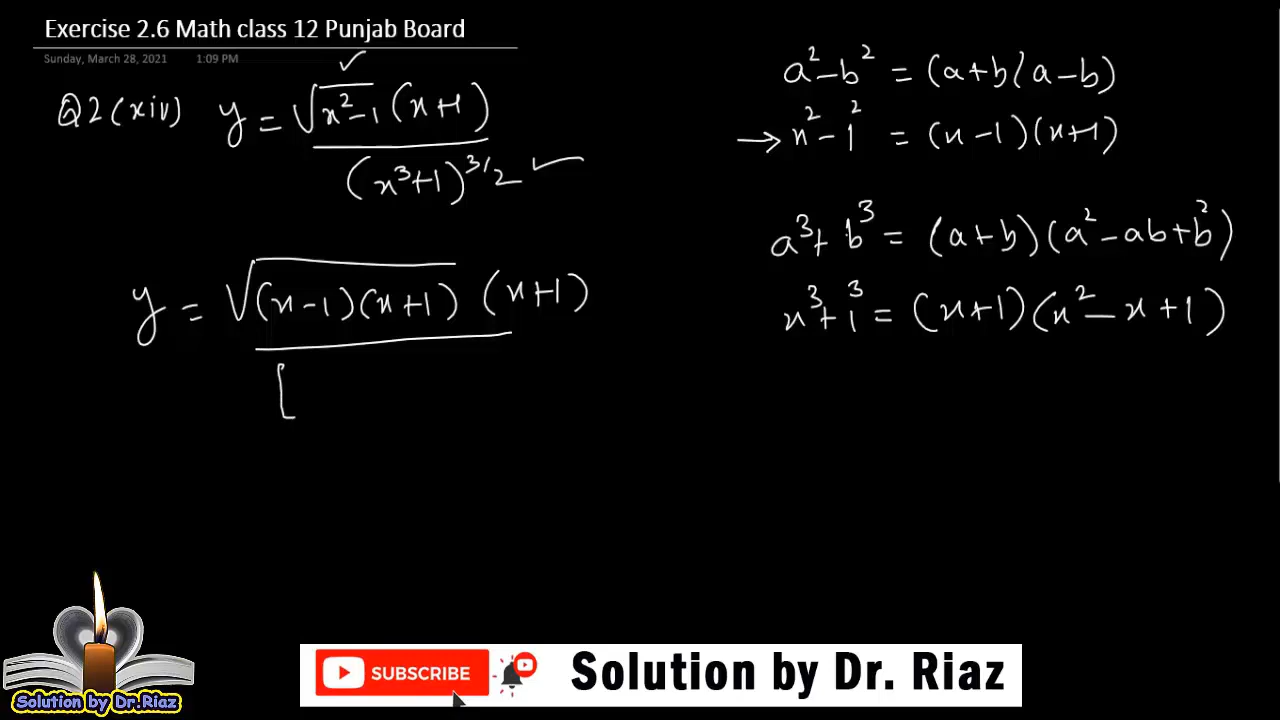 Exercise 2.6 Math class 12 Punjab Board
Sunday, March 28, 2021 1:09 PM
Q2(xiv) y = √(x²-1) (x+1) / (x³+1)^3/2
y = √((x-1)(x+1)) (x+1) / [
a²-b² = (a+b(a-b)
→ x²-1² = (x-1)(x+1)
a³+b³ = (a+b)(a²-ab+b²)
x³+1³ = (x+1)(x²-x+1)
Solution by Dr.Riaz
SUBSCRIBE
Solution by Dr. Riaz